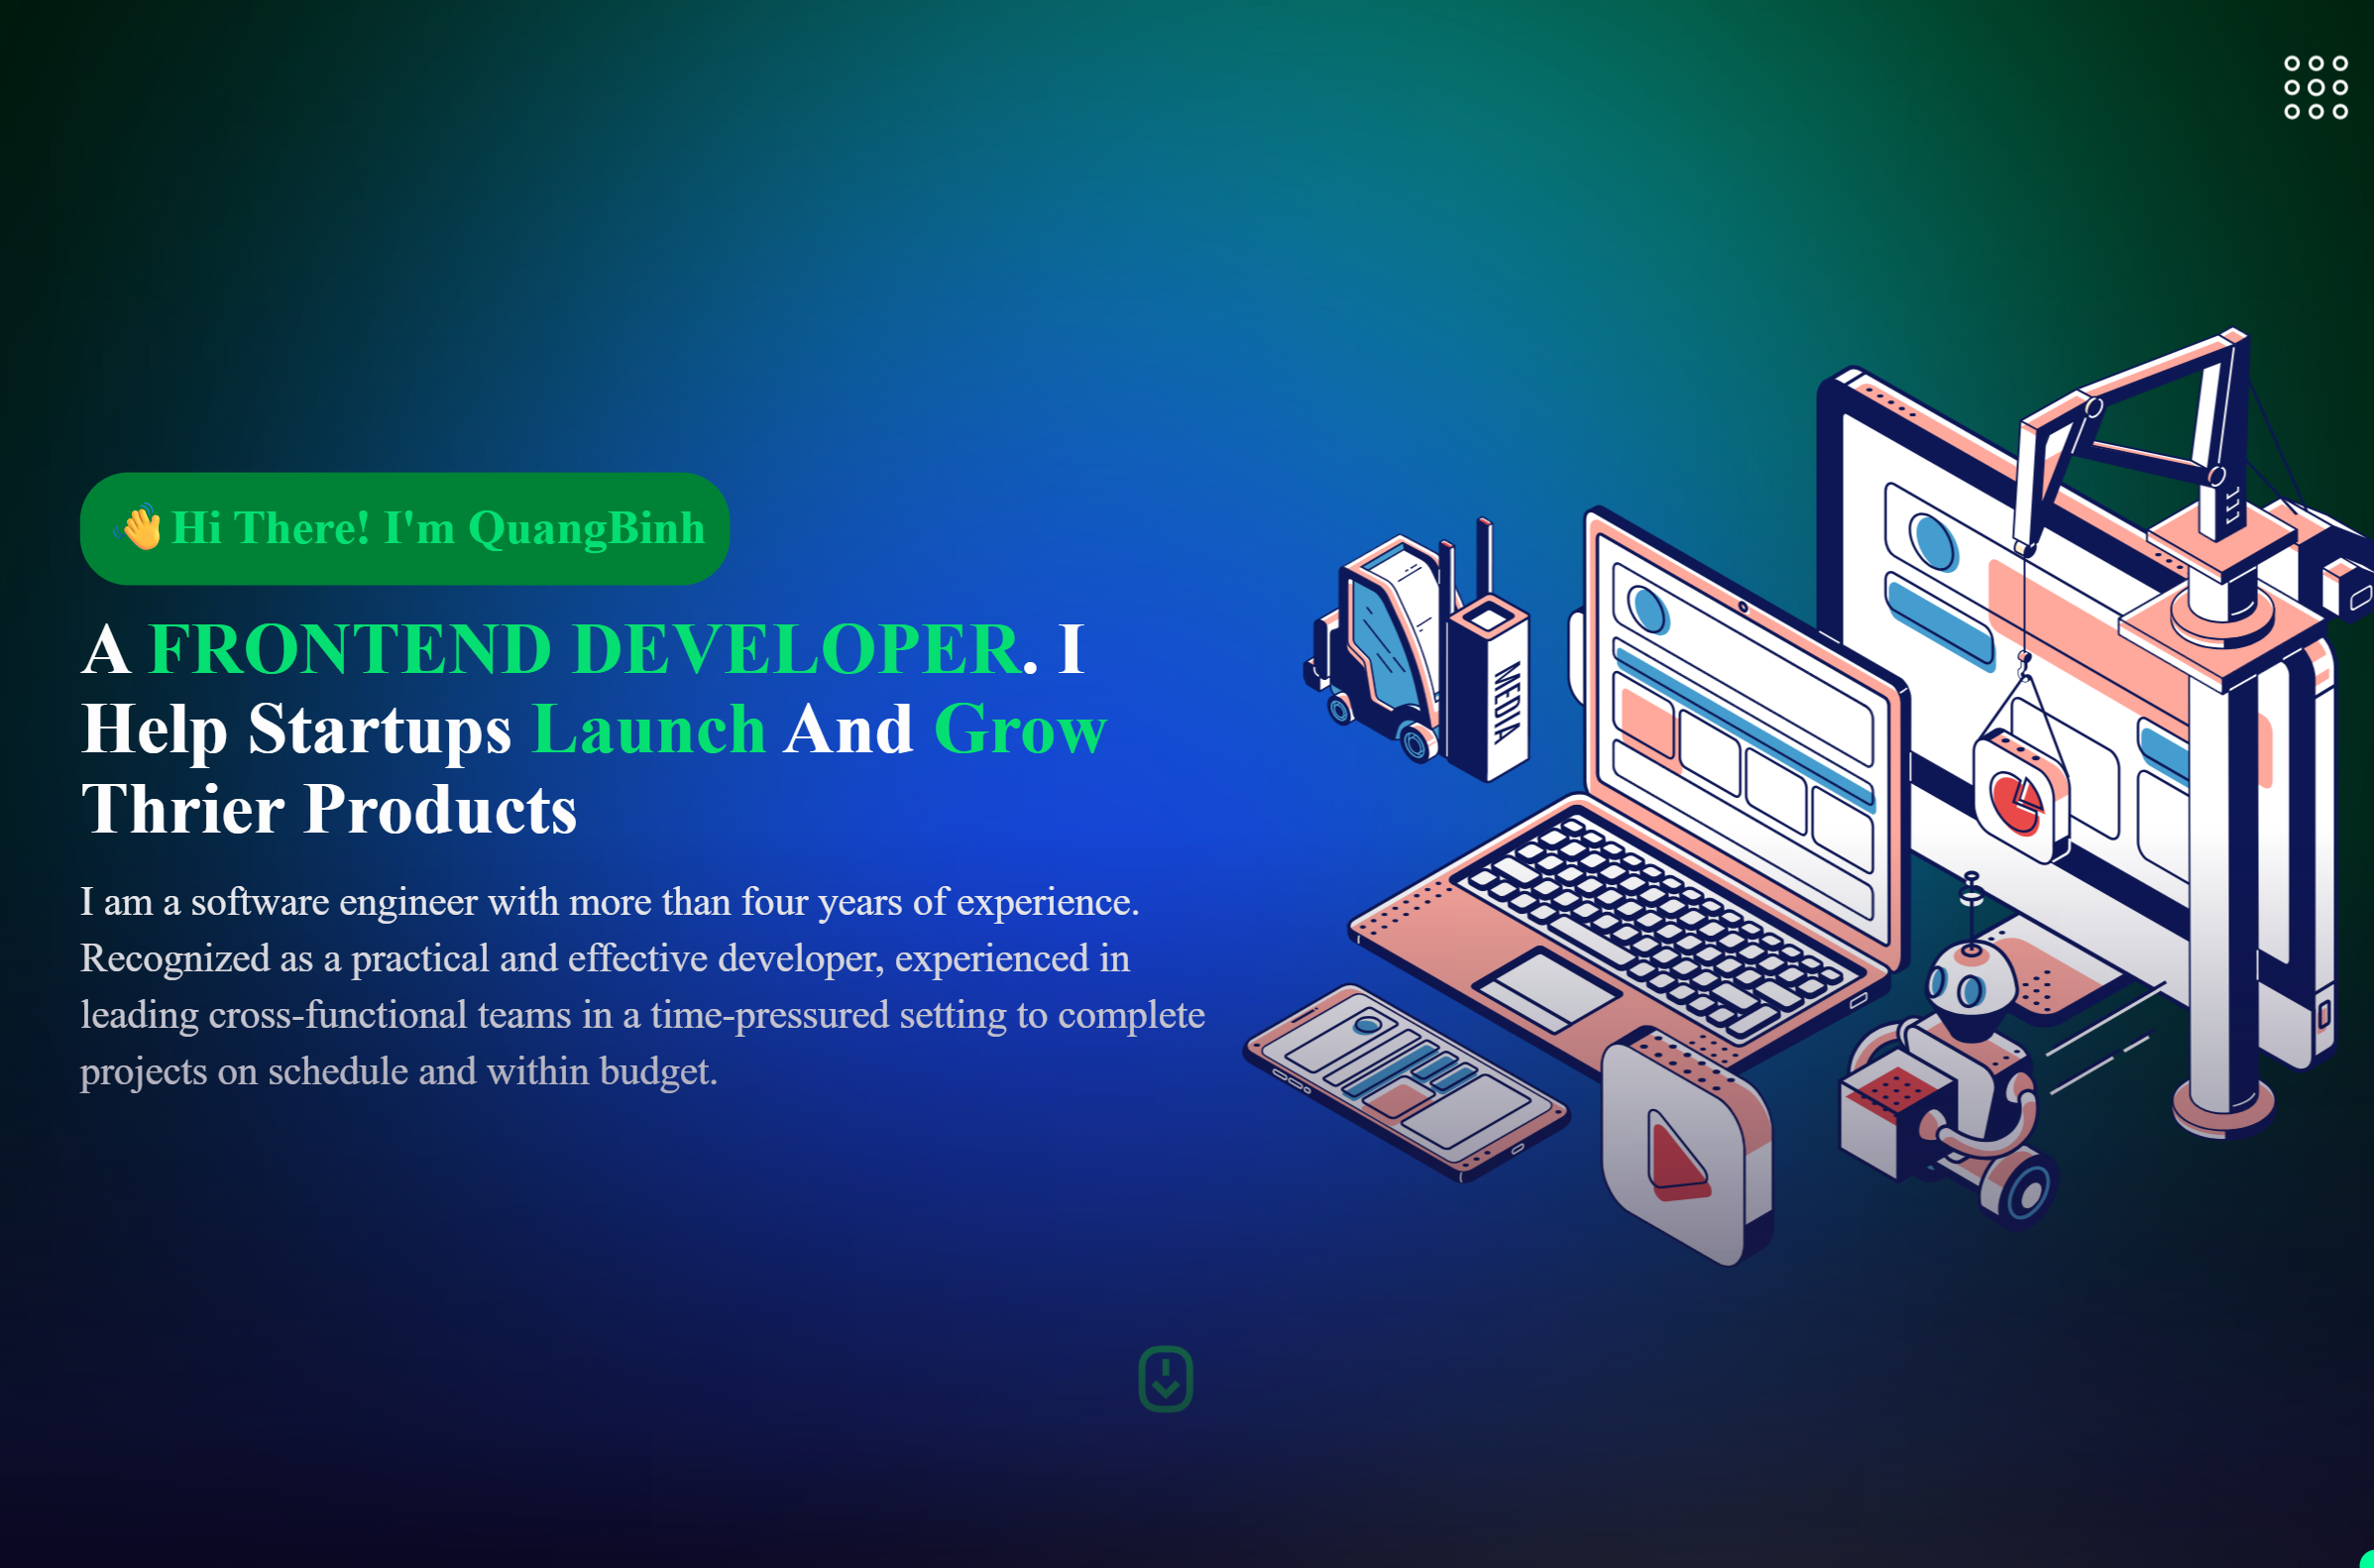 👋 Hi There! I'm QuangBinh
A FRONTEND DEVELOPER. I
Help Startups Launch And Grow
Thrier Products
I am a software engineer with more than four years of experience.
Recognized as a practical and effective developer, experienced in
leading cross-functional teams in a time-pressured setting to complete
projects on schedule and within budget.
MEDIA